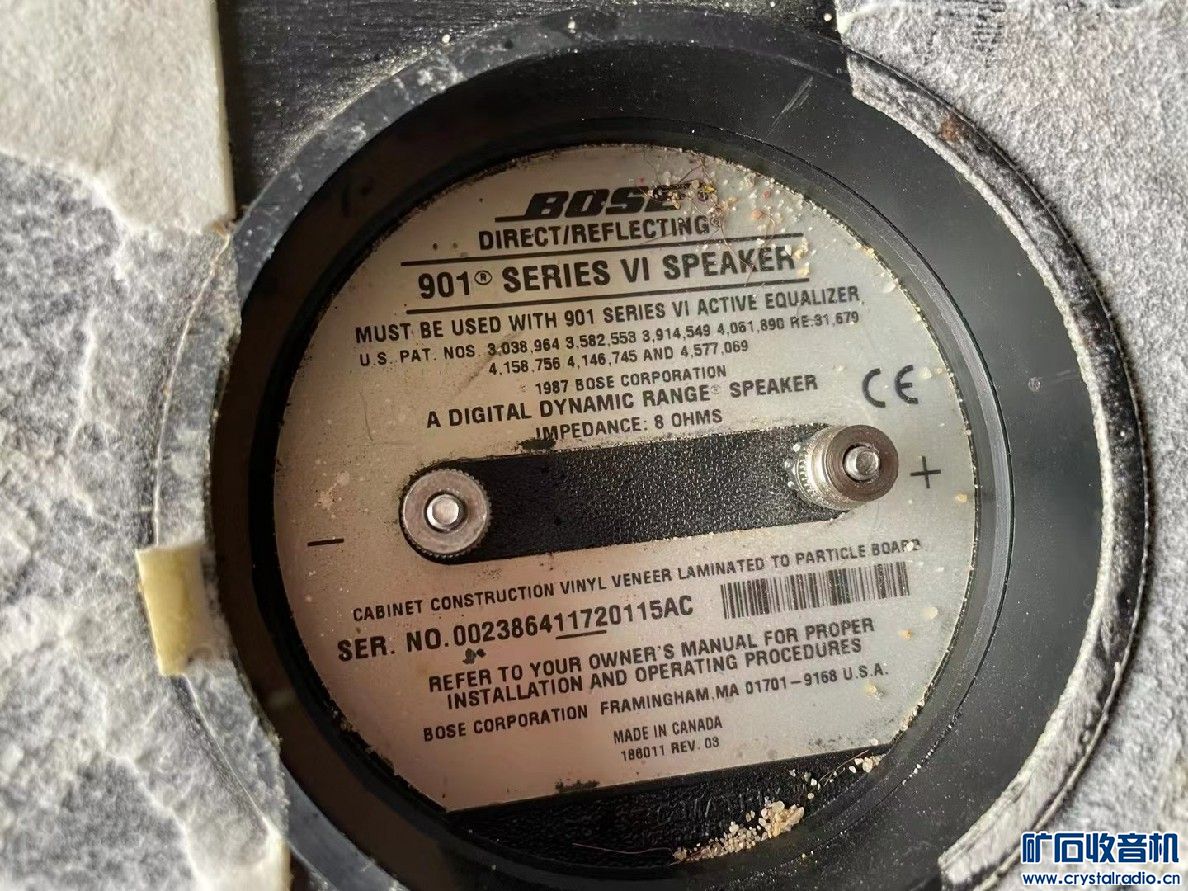 BOSE®
DIRECT/REFLECTING®
901® SERIES VI SPEAKER
MUST BE USED WITH 901 SERIES VI ACTIVE EQUALIZER
U.S. PAT. NOS 3,038,964 3,582,553 3,914,549 4,061,890 RE:31,679
4,158,756 4,146,745 AND 4,577,069
1987 BOSE CORPORATION
A DIGITAL DYNAMIC RANGE® SPEAKER
CE
IMPEDANCE: 8 OHMS
+
-
CABINET CONSTRUCTION VINYL VENEER LAMINATED TO PARTICLE BOARD
SER. NO.002386411720115AC
REFER TO YOUR OWNER'S MANUAL FOR PROPER
INSTALLATION AND OPERATING PROCEDURES
BOSE CORPORATION FRAMINGHAM,MA 01701-9168 U.S.A.
MADE IN CANADA
186011 REV. 03
矿石收音机
www.crystalradio.cn